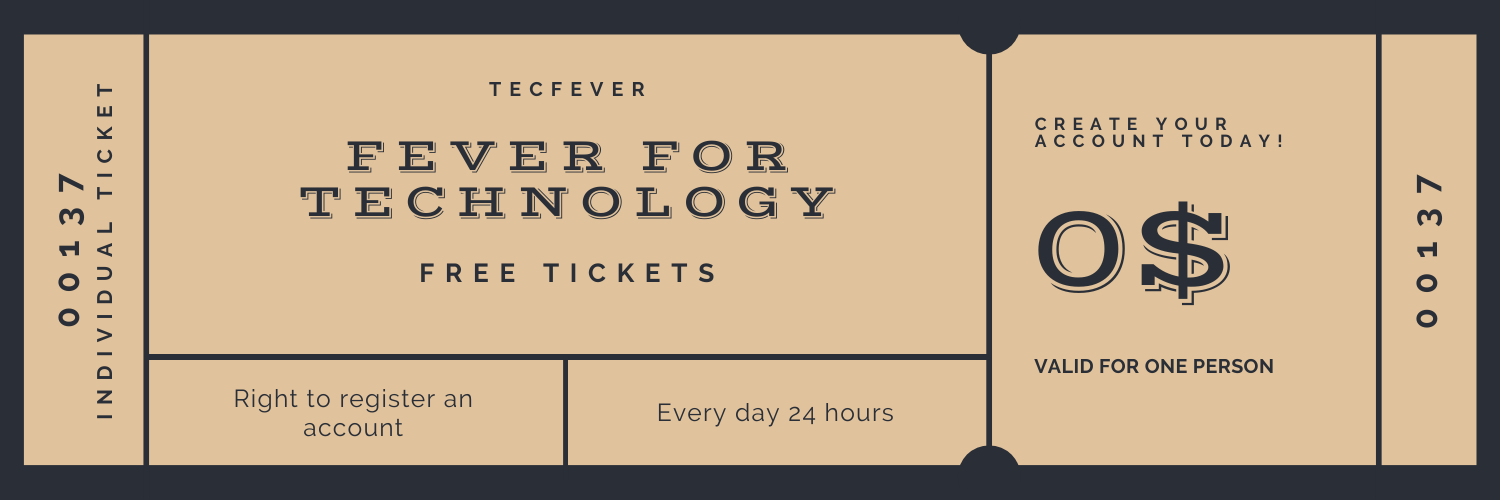 00137
INDIVIDUAL TICKET
TECFEVER
FEVER FOR
TECHNOLOGY
FREE TICKETS
Right to register an
account
Every day 24 hours
CREATE YOUR
ACCOUNT TODAY!
0$
VALID FOR ONE PERSON
00137